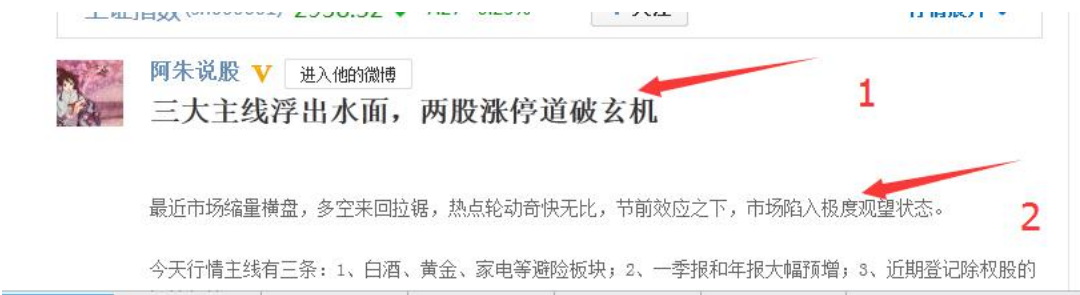 阿朱说股 V 进入他的微博
三大主线浮出水面，两股涨停道破玄机
1
最近市场缩量横盘，多空来回拉锯，热点轮动奇快无比，节前效应之下，市场陷入极度观望状态。
2
今天行情主线有三条：1、白酒、黄金、家电等避险板块；2、一季报和年报大幅预增；3、近期登记除权股的